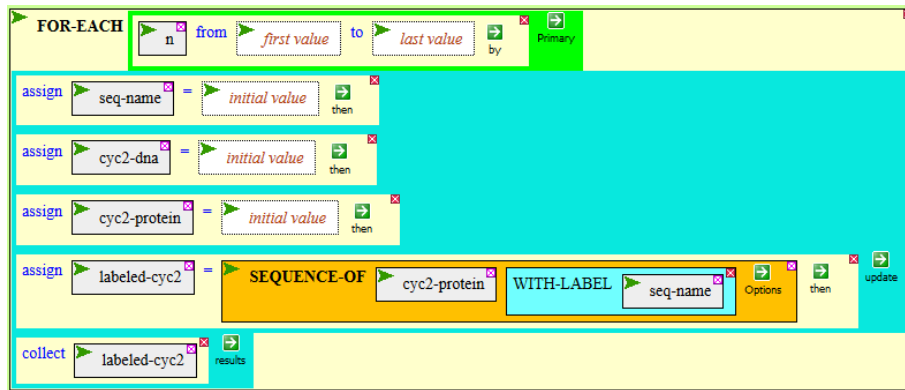 FOR-EACH n from first value to last value by Primary
assign seq-name = initial value then
assign cyc2-dna = initial value then
assign cyc2-protein = initial value then
assign labeled-cyc2 = SEQUENCE-OF cyc2-protein WITH-LABEL seq-name Options then update
collect labeled-cyc2 results